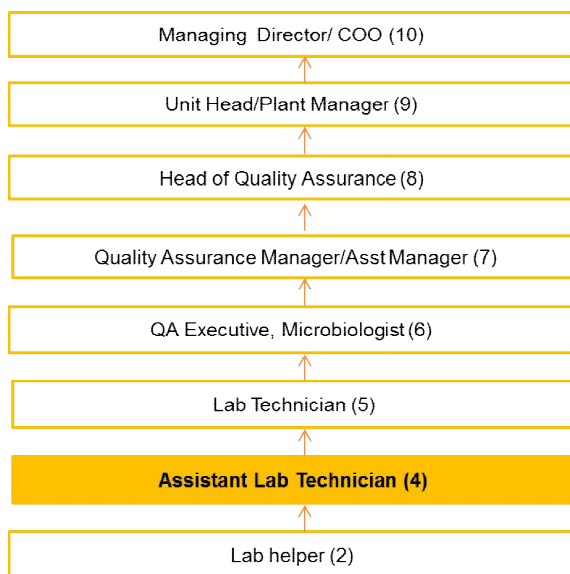 Managing Director/ COO (10)
Unit Head/Plant Manager (9)
Head of Quality Assurance (8)
Quality Assurance Manager/Asst Manager (7)
QA Executive, Microbiologist (6)
Lab Technician (5)
Assistant Lab Technician (4)
Lab helper (2)